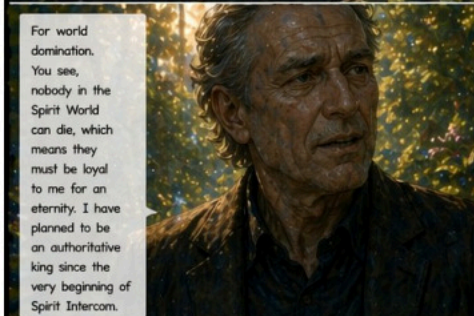 For world
domination.
You see,
nobody in the
Spirit World
can die, which
means they
must be loyal
to me for an
eternity. I have
planned to be
an authoritative
king since the
very beginning of
Spirit Intercom.